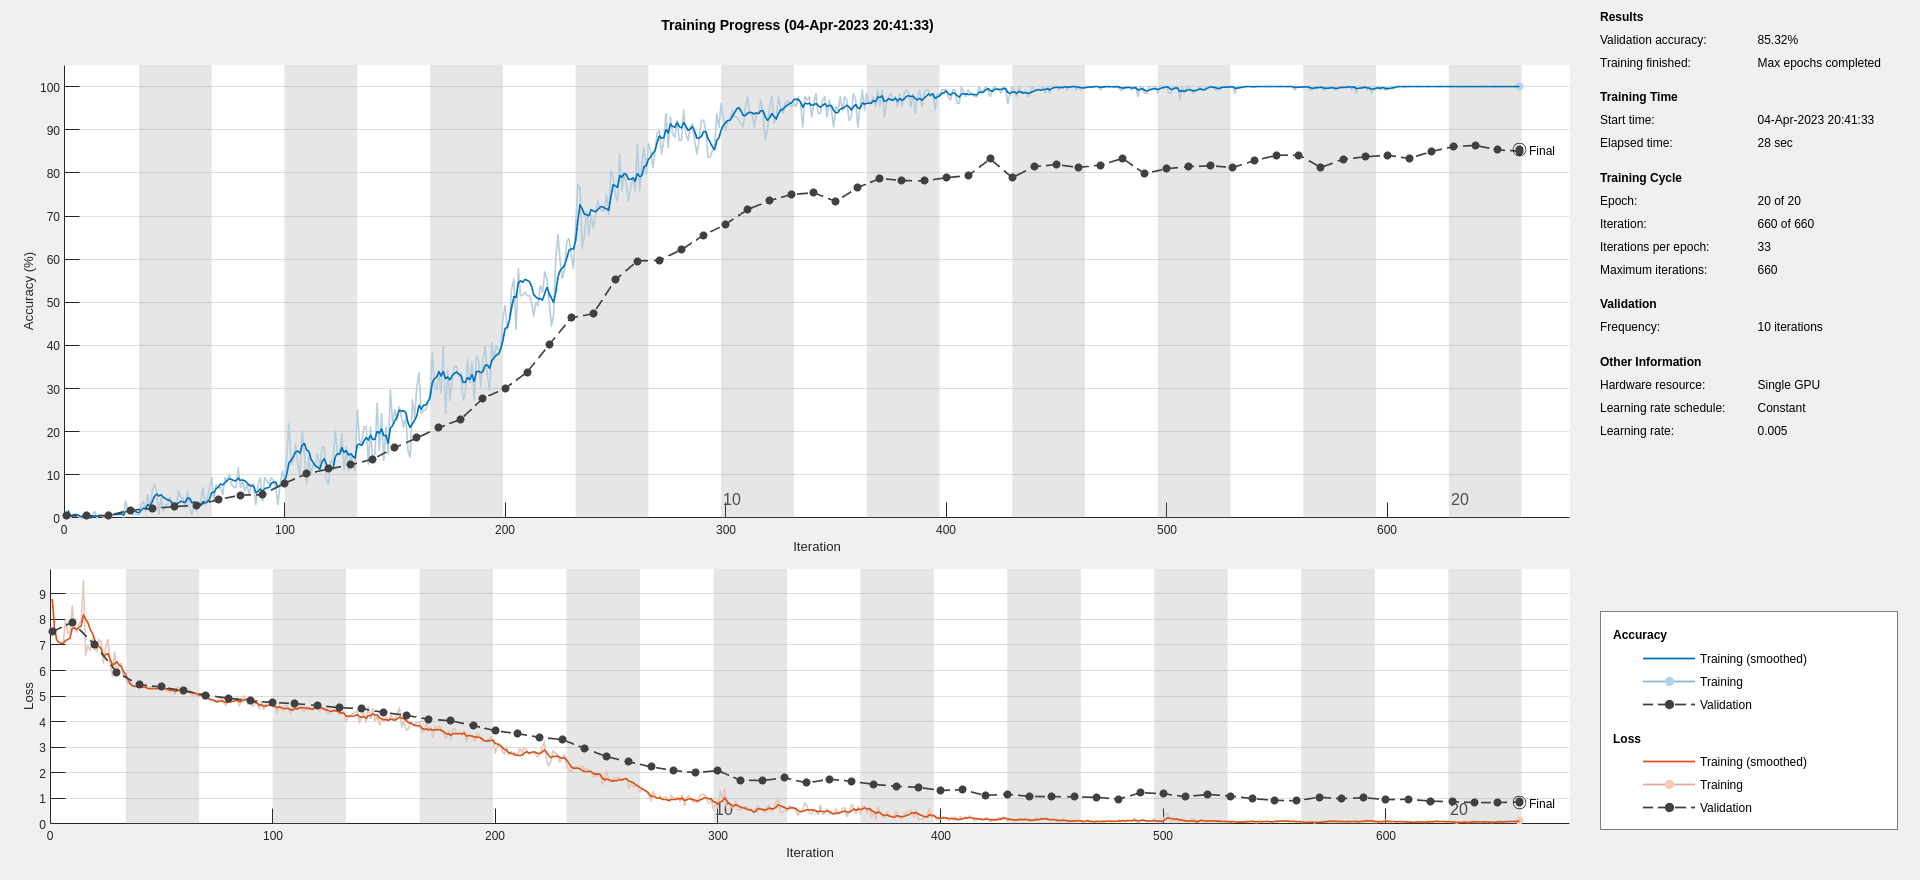 Training Progress (04-Apr-2023 20:41:33)
Accuracy (%)
100
90
80
70
60
50
40
30
20
10
0
Final
10
20
0 100 200 300 400 500 600
Iteration
Loss
9
8
7
6
5
4
3
2
1
0
Final
10
20
0 100 200 300 400 500 600
Iteration
Results
Validation accuracy: 85.32%
Training finished: Max epochs completed
Training Time
Start time: 04-Apr-2023 20:41:33
Elapsed time: 28 sec
Training Cycle
Epoch: 20 of 20
Iteration: 660 of 660
Iterations per epoch: 33
Maximum iterations: 660
Validation
Frequency: 10 iterations
Other Information
Hardware resource: Single GPU
Learning rate schedule: Constant
Learning rate: 0.005
Accuracy
Training (smoothed)
Training
Validation
Loss
Training (smoothed)
Training
Validation